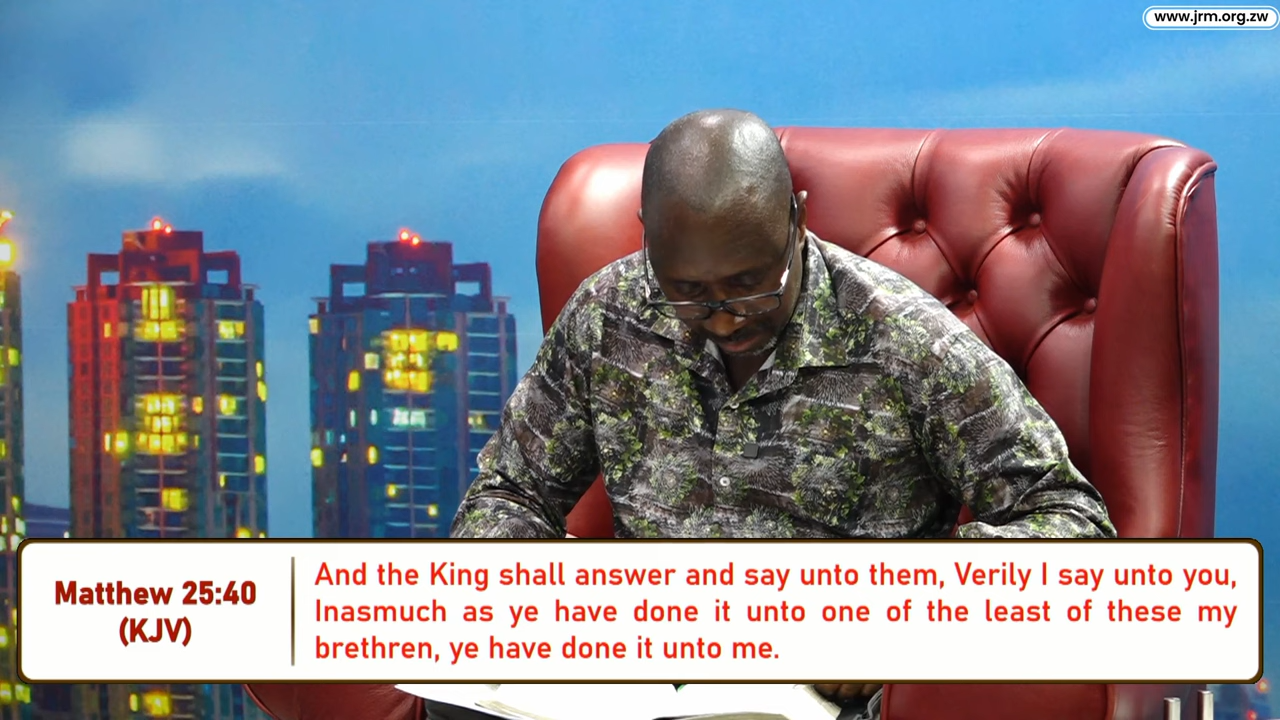 www.jrm.org.zw
Matthew 25:40
(KJV)
And the King shall answer and say unto them, Verily I say unto you,
Inasmuch as ye have done it unto one of the least of these my
brethren, ye have done it unto me.